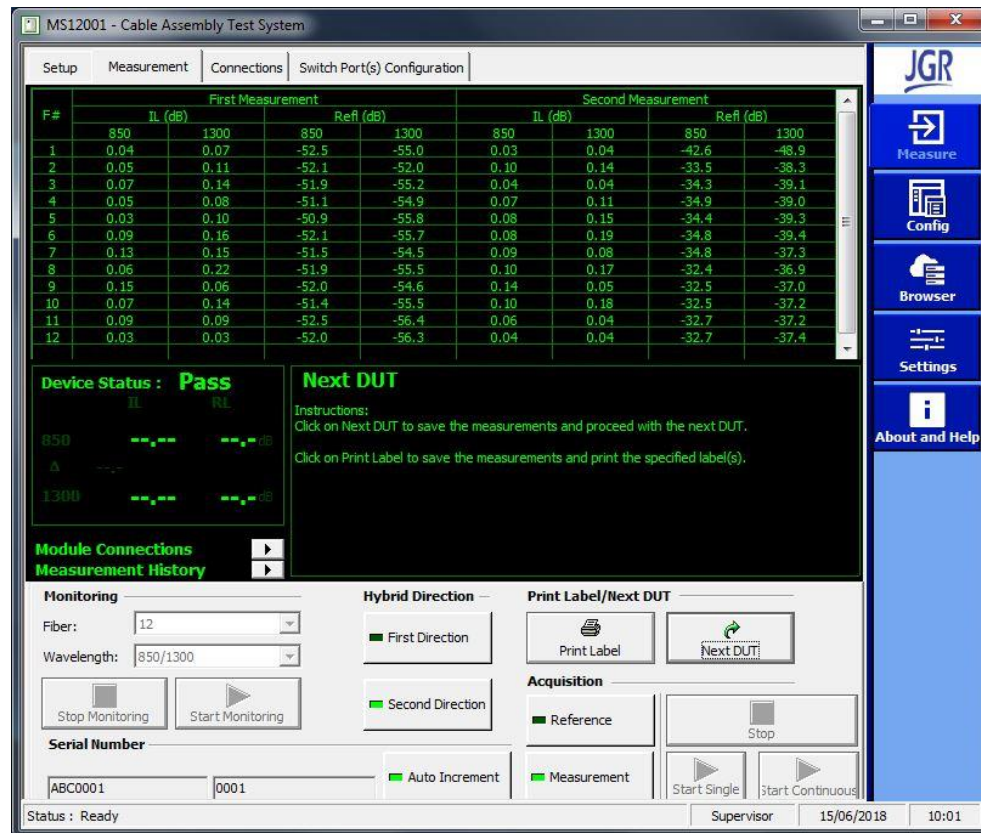 MS12001 - Cable Assembly Test System
Setup Measurement Connections Switch Port(s) Configuration
JGR
First Measurement Second Measurement
F# IL (dB) Refl (dB) IL (dB) Refl (dB)
850 1300 850 1300 850 1300 850 1300
1 0.04 0.07 -52.5 -55.0 0.03 0.04 -42.6 -48.9
2 0.05 0.11 -52.1 -52.0 0.10 0.14 -33.5 -38.3
3 0.07 0.14 -51.9 -55.2 0.04 0.04 -34.3 -39.1
4 0.05 0.08 -51.1 -54.9 0.07 0.11 -34.9 -39.0
5 0.03 0.10 -50.9 -55.8 0.08 0.15 -34.4 -39.3
6 0.09 0.16 -52.1 -55.7 0.08 0.19 -34.8 -39.4
7 0.13 0.15 -51.5 -54.5 0.09 0.08 -34.8 -37.3
8 0.06 0.22 -51.9 -55.5 0.10 0.17 -32.4 -36.9
9 0.15 0.06 -52.0 -54.6 0.14 0.05 -32.5 -37.0
10 0.07 0.14 -51.4 -55.5 0.10 0.18 -32.5 -37.2
11 0.09 0.09 -52.5 -56.4 0.06 0.04 -32.7 -37.2
12 0.03 0.03 -52.0 -56.3 0.04 0.04 -32.7 -37.4
Measure
Config
Browser
Settings
About and Help
Device Status : Pass
IL RL
850 --.-- --.- dB
Δ --.-
1300 --.-- --.- dB
Next DUT
Instructions:
Click on Next DUT to save the measurements and proceed with the next DUT.
Click on Print Label to save the measurements and print the specified label(s).
Module Connections
Measurement History
Monitoring
Fiber: 12
Wavelength: 850/1300
Stop Monitoring Start Monitoring
Hybrid Direction
First Direction
Second Direction
Print Label/Next DUT
Print Label Next DUT
Acquisition
Reference Stop
Serial Number
ABC0001 0001 Auto Increment Measurement Start Single Start Continuous
Status : Ready Supervisor 15/06/2018 10:01